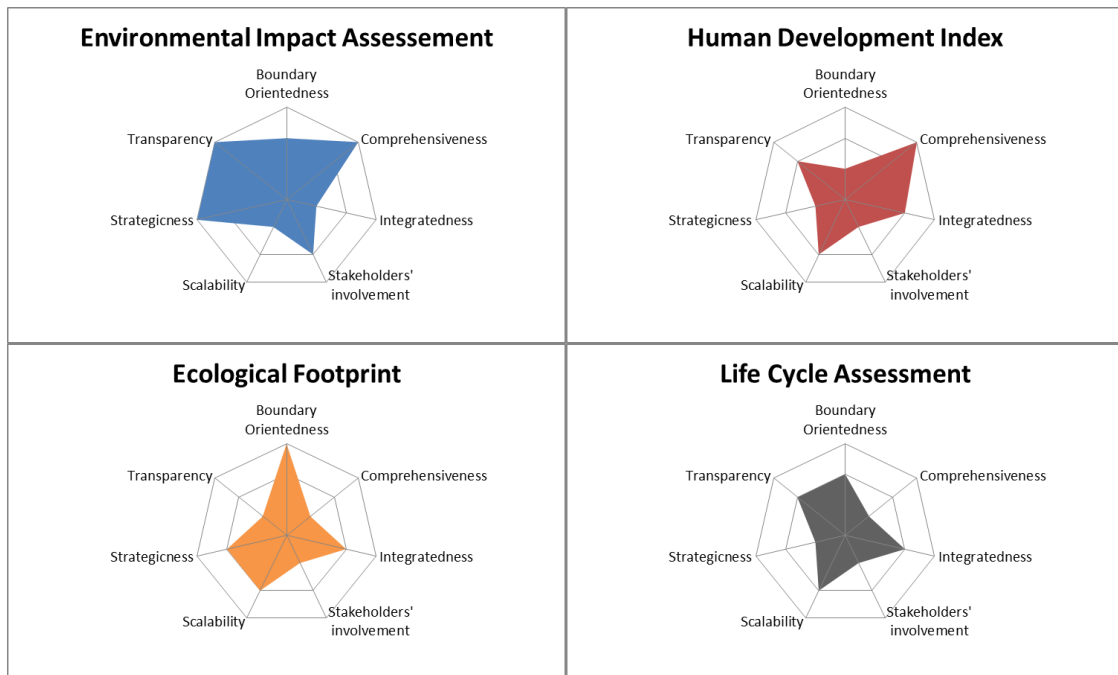 Environmental Impact Assessement
Boundary
Orientedness
Transparency
Comprehensiveness
Strategicness
Integratedness
Scalability
Stakeholders'
involvement
Human Development Index
Boundary
Orientedness
Transparency
Comprehensiveness
Strategicness
Integratedness
Scalability
Stakeholders'
involvement
Ecological Footprint
Boundary
Orientedness
Transparency
Comprehensiveness
Strategicness
Integratedness
Scalability
Stakeholders'
involvement
Life Cycle Assessment
Boundary
Orientedness
Transparency
Comprehensiveness
Strategicness
Integratedness
Scalability
Stakeholders'
involvement